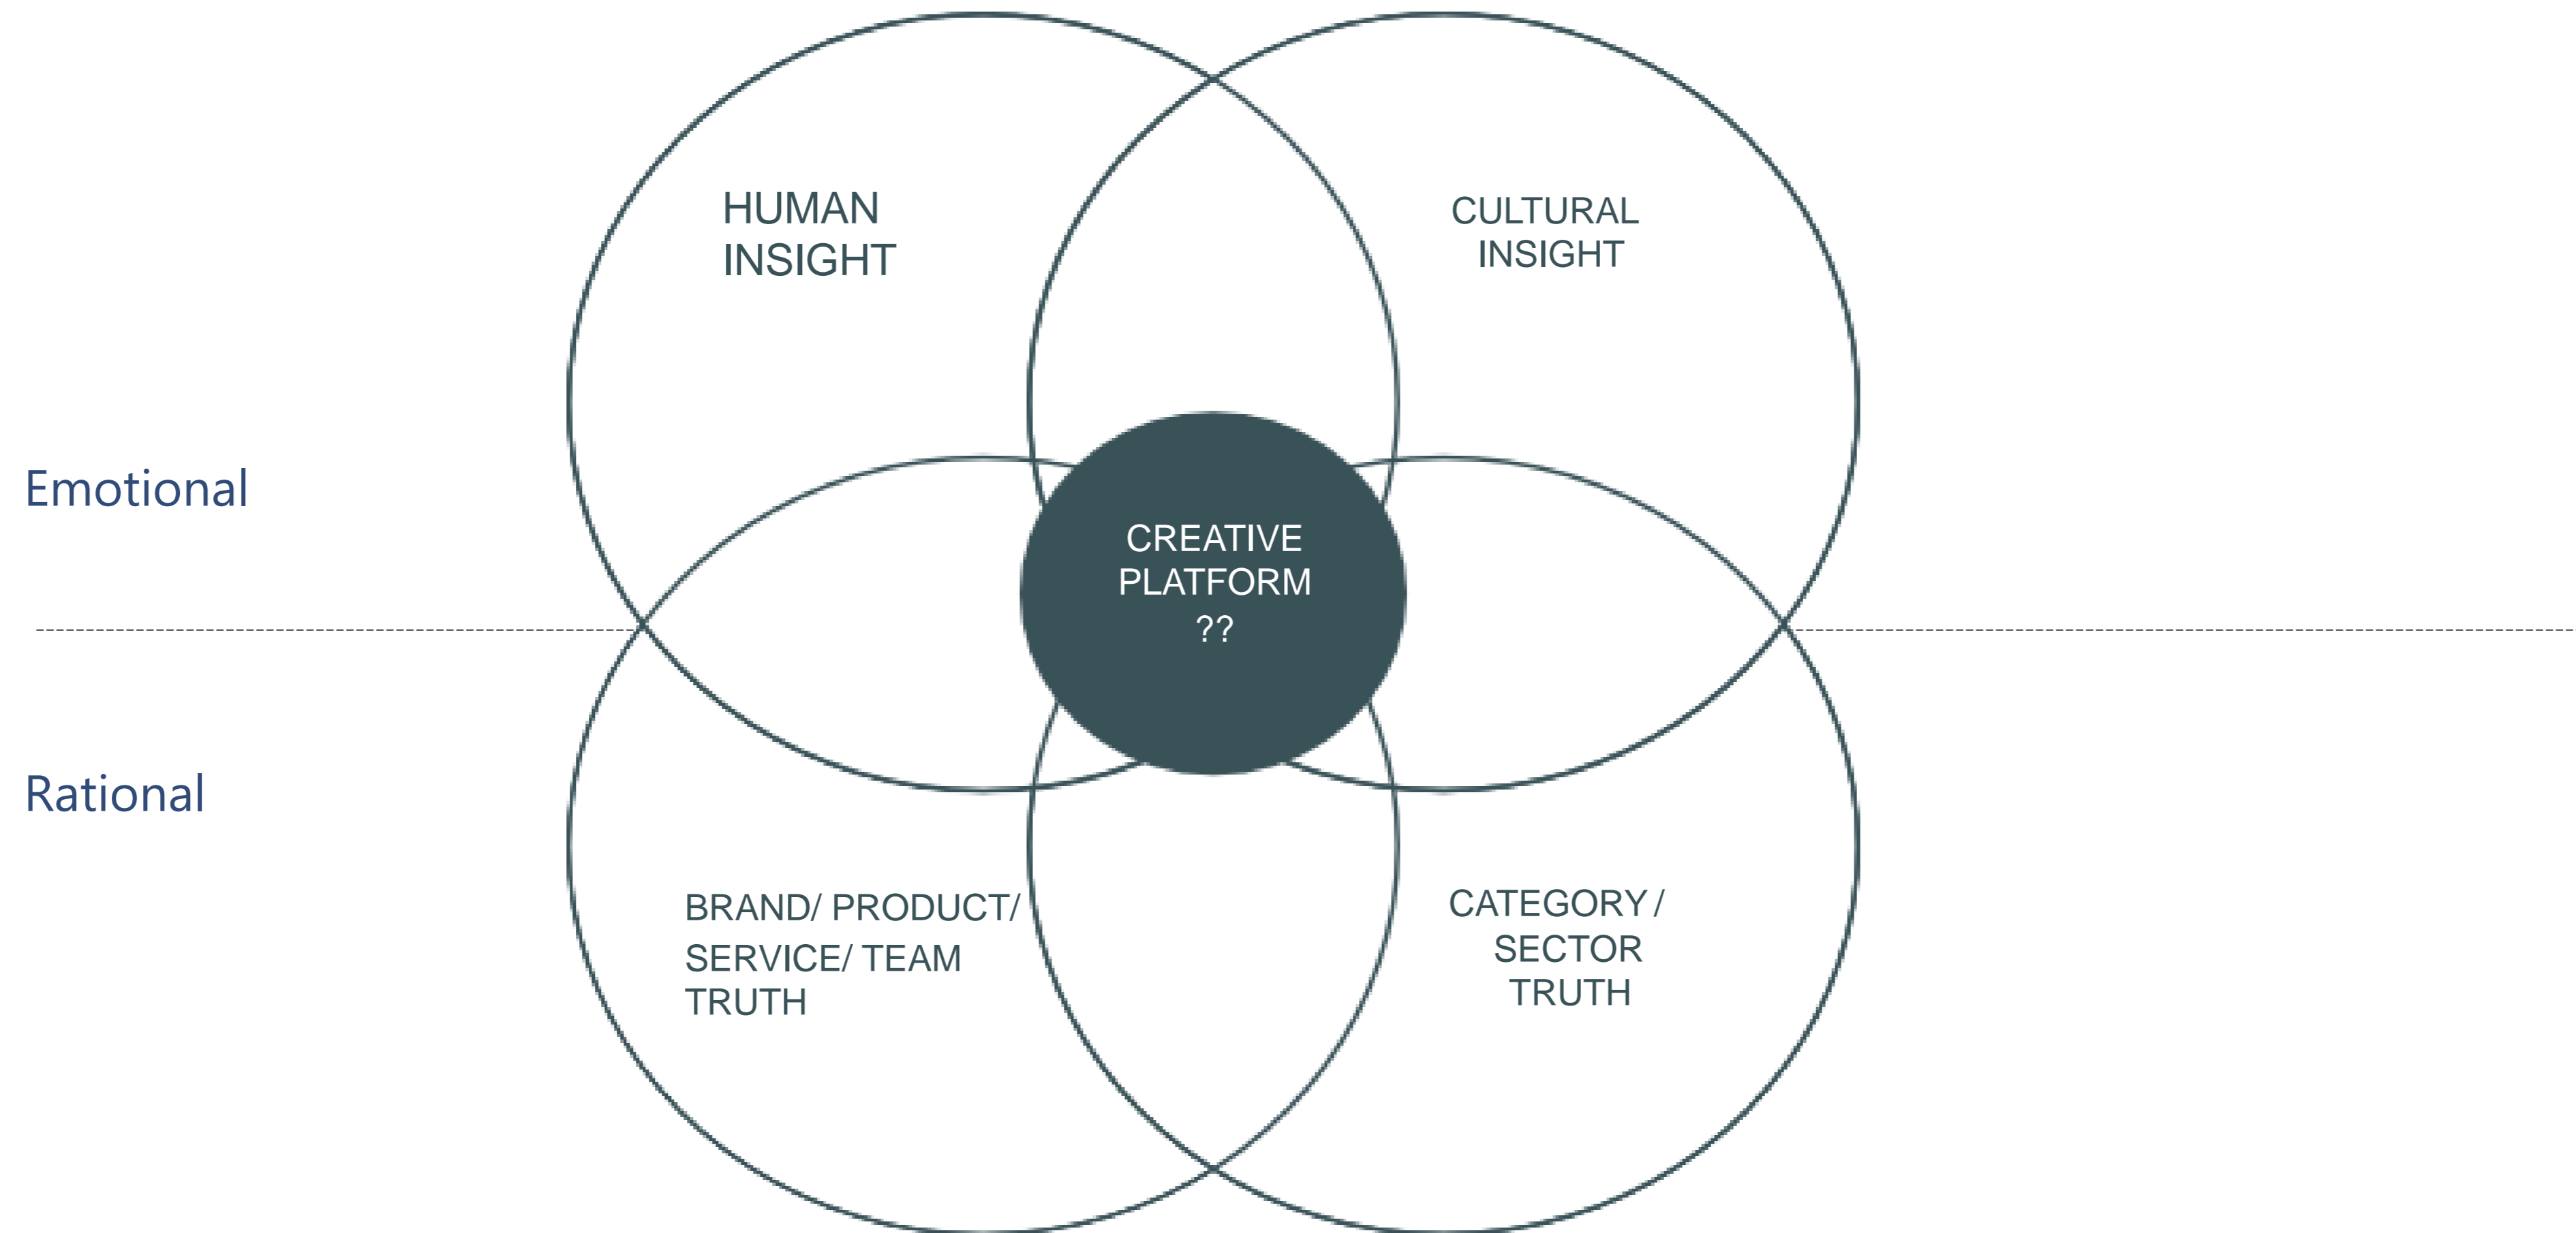 HUMAN
INSIGHT
CULTURAL
INSIGHT
Emotional
CREATIVE
PLATFORM
??
Rational
BRAND/ PRODUCT/
SERVICE/ TEAM
TRUTH
CATEGORY /
SECTOR
TRUTH